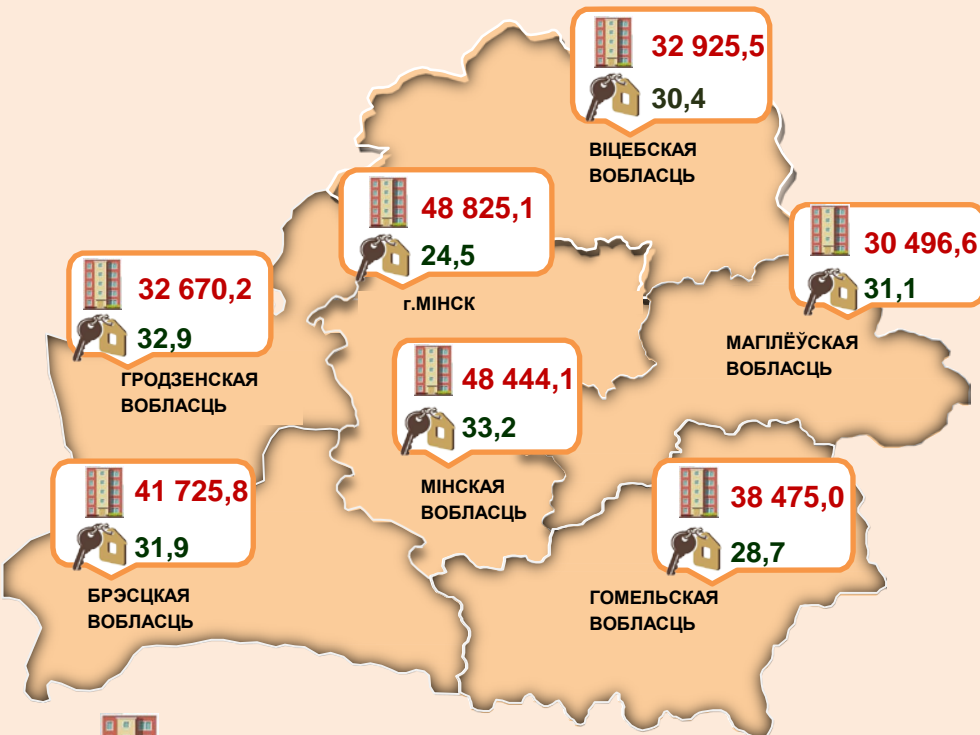 32 925,5
30,4
ВІЦЕБСКАЯ
ВОБЛАСЦЬ
48 825,1
24,5
г.МІНСК
30 496,6
31,1
МАГІЛЁЎСКАЯ
ВОБЛАСЦЬ
32 670,2
32,9
ГРОДЗЕНСКАЯ
ВОБЛАСЦЬ
48 444,1
33,2
МІНСКАЯ
ВОБЛАСЦЬ
41 725,8
31,9
БРЭСЦКАЯ
ВОБЛАСЦЬ
38 475,0
28,7
ГОМЕЛЬСКАЯ
ВОБЛАСЦЬ